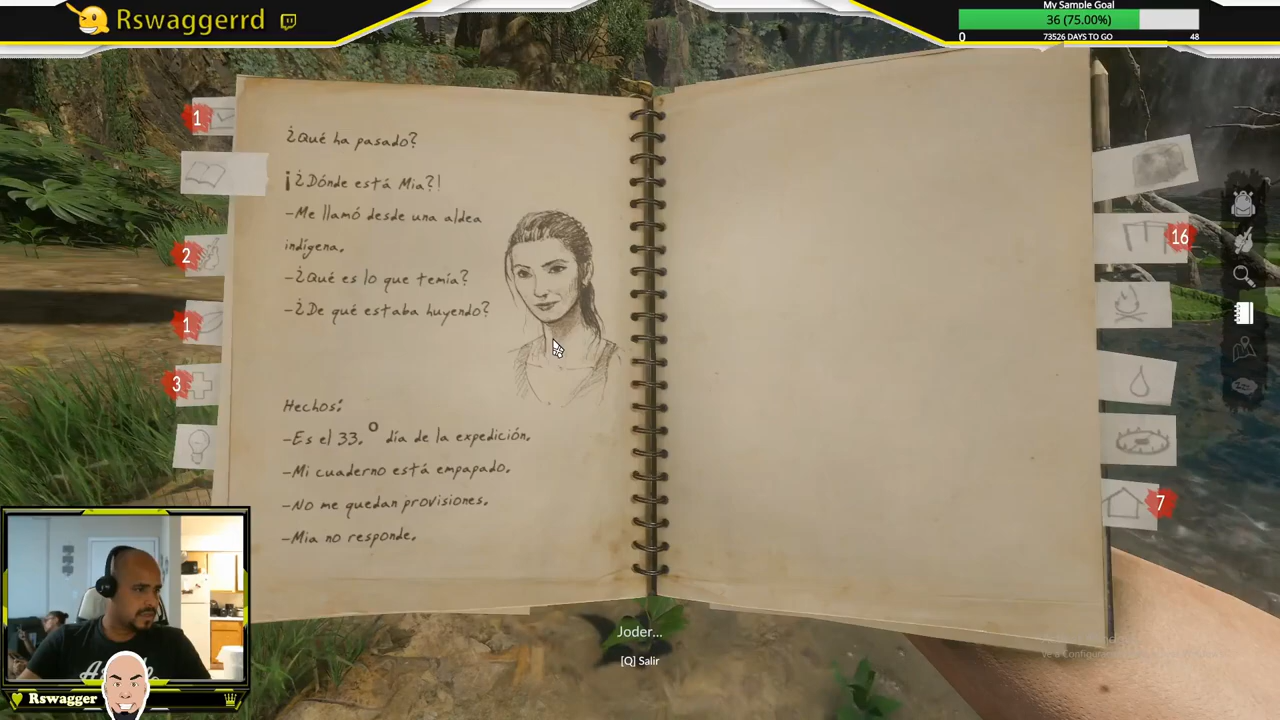 Rswaggerrd
My Sample Goal
36 (75.00%)
0
73526 DAYS TO GO
48
1
2
1
3
¿Qué ha pasado?
¡¿Dónde está Mia?!
-Me llamó desde una aldea
indígena.
-¿Qué es lo que temía?
-¿De qué estaba huyendo?
Hechos:
-Es el 33.º día de la expedición.
-Mi cuaderno está empapado.
-No me quedan provisiones.
-Mia no responde.
16
7
Joder...
[Q] Salir
Rswagger